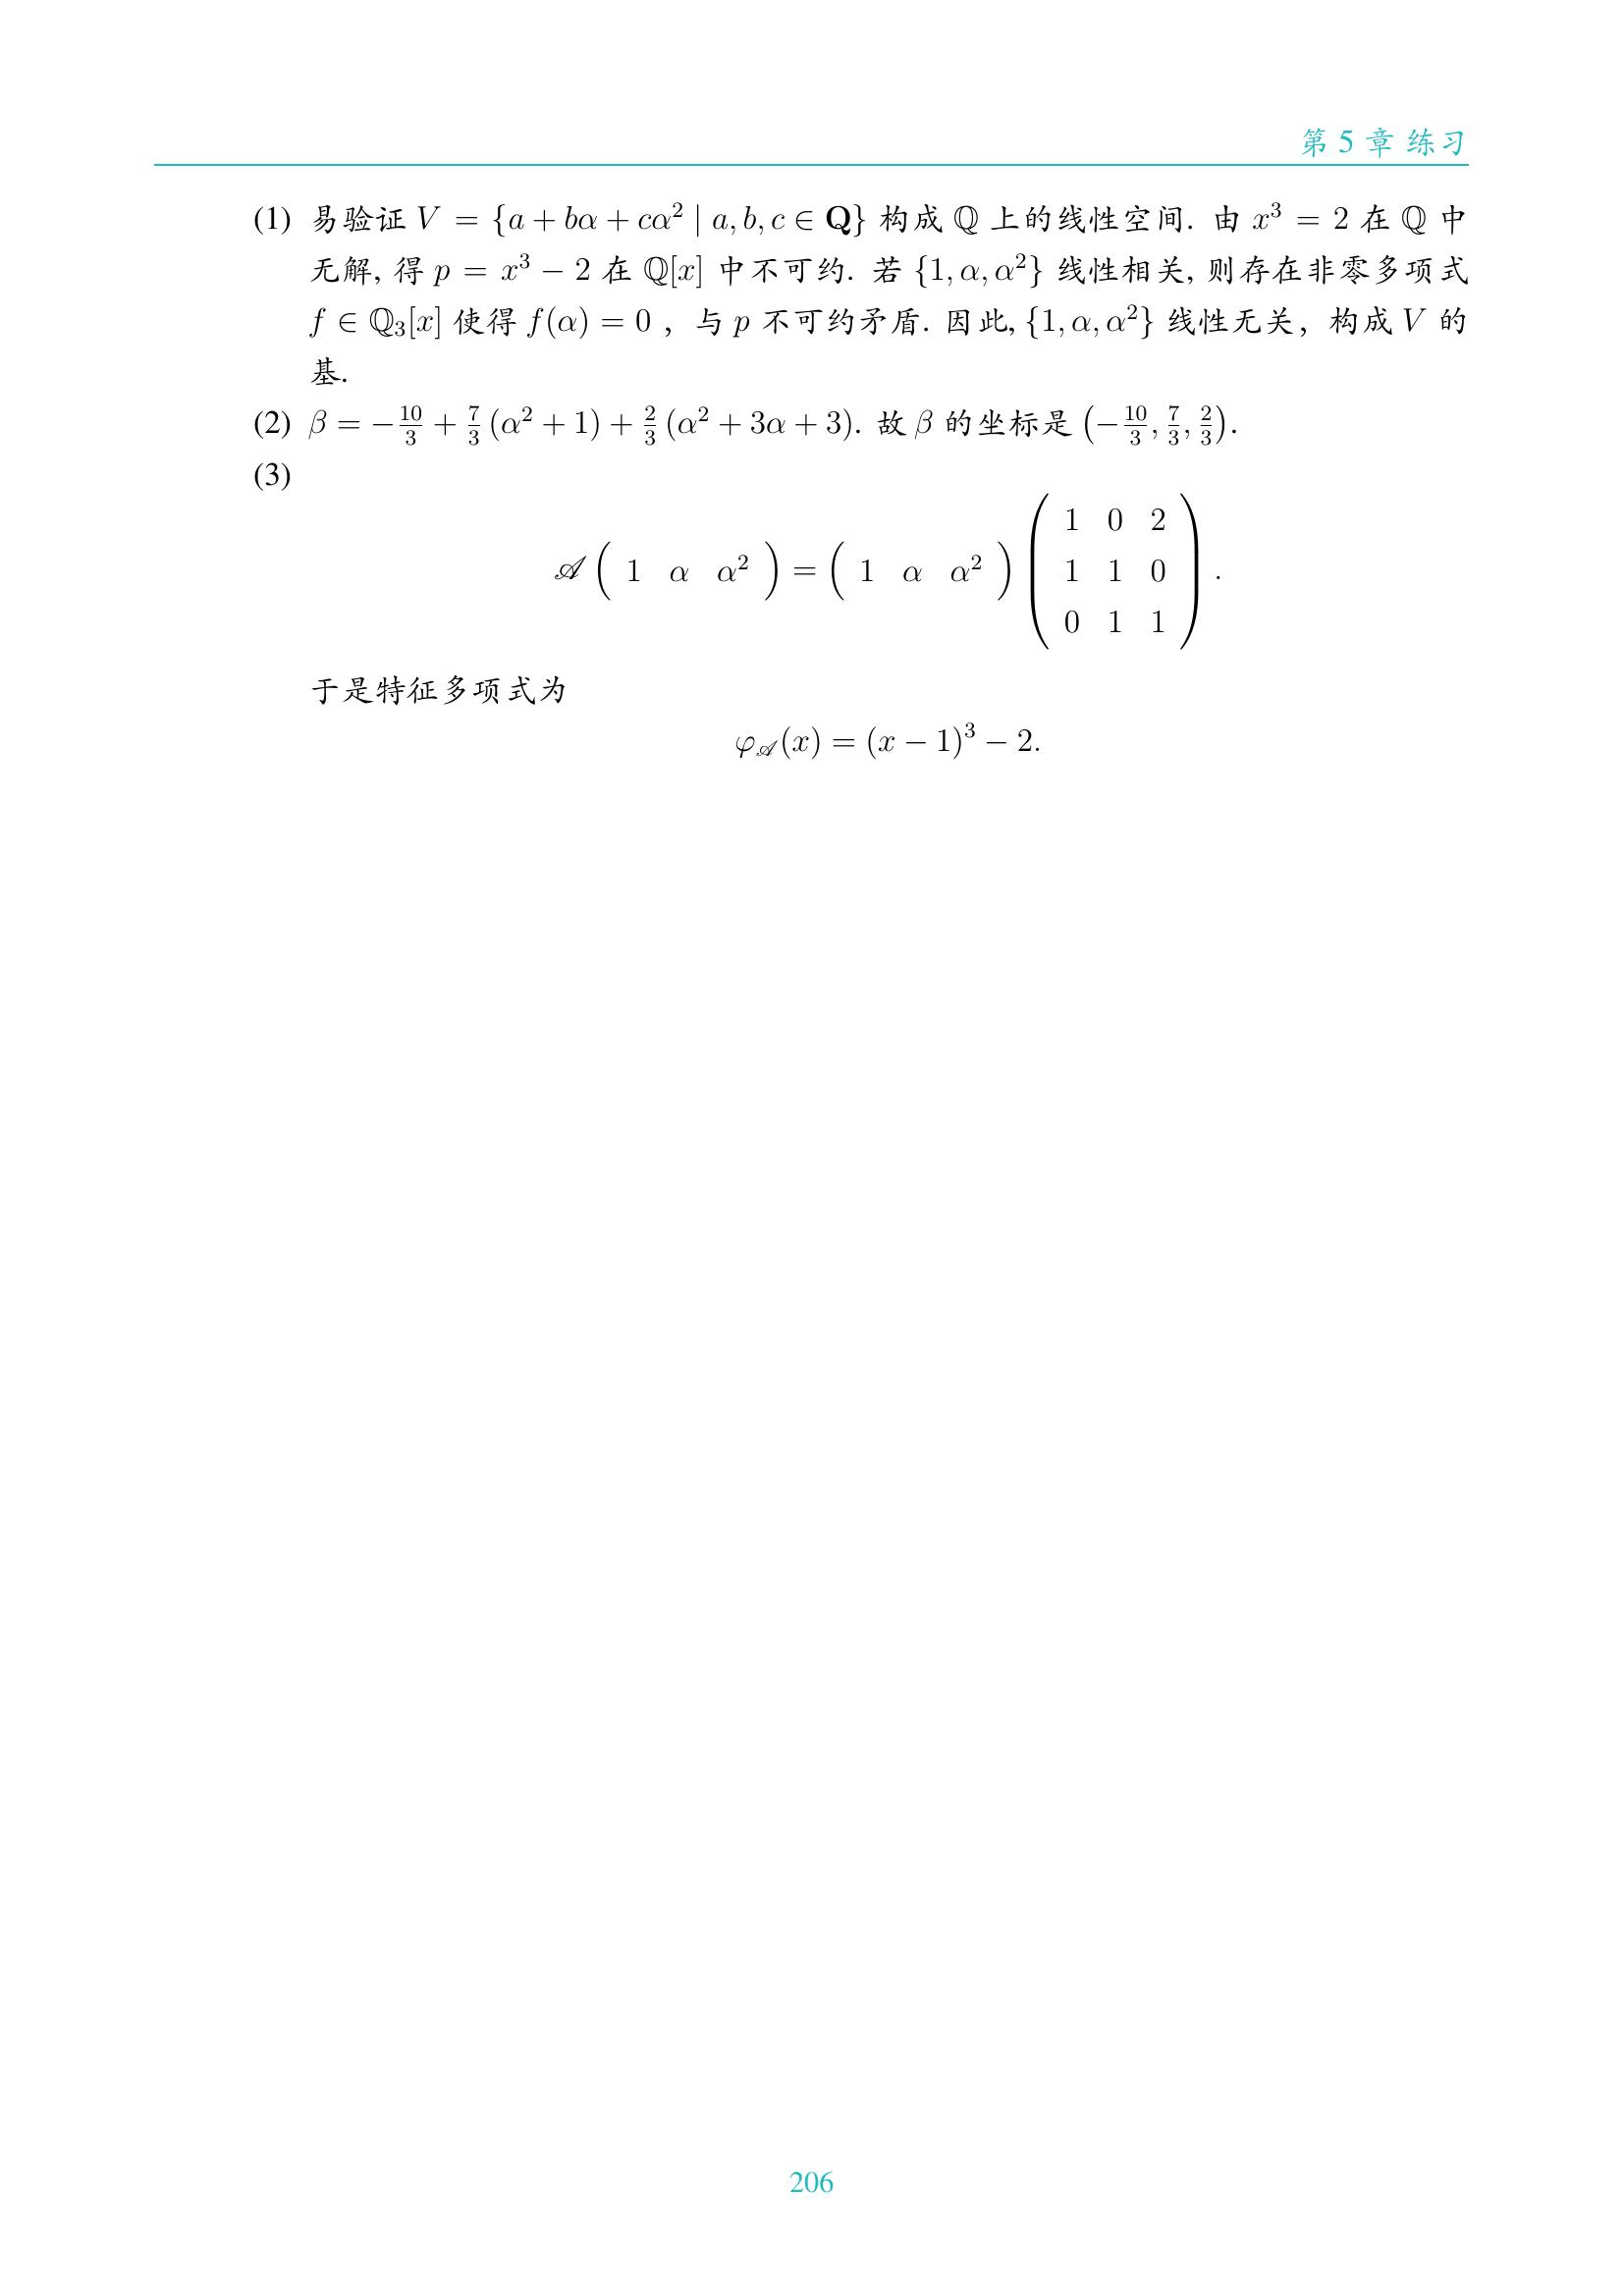 第 5 章 练习
(1) 易验证 $V = \{a + b\alpha + c\alpha^2 \mid a, b, c \in \mathbf{Q}\}$ 构成 $\mathbb{Q}$ 上的线性空间. 由 $x^3 = 2$ 在 $\mathbb{Q}$ 中
无解, 得 $p = x^3 - 2$ 在 $\mathbb{Q}[x]$ 中不可约. 若 $\{1, \alpha, \alpha^2\}$ 线性相关, 则存在非零多项式
$f \in \mathbb{Q}_3[x]$ 使得 $f(\alpha) = 0$ ，与 $p$ 不可约矛盾. 因此, $\{1, \alpha, \alpha^2\}$ 线性无关，构成 $V$ 的
基.
(2) $\beta = -\frac{10}{3} + \frac{7}{3}(\alpha^2 + 1) + \frac{2}{3}(\alpha^2 + 3\alpha + 3)$. 故 $\beta$ 的坐标是 $\left(-\frac{10}{3}, \frac{7}{3}, \frac{2}{3}\right)$.
(3)
$\mathscr{A} \begin{pmatrix} 1 & \alpha & \alpha^2 \end{pmatrix} = \begin{pmatrix} 1 & \alpha & \alpha^2 \end{pmatrix} \begin{pmatrix} 1 & 0 & 2 \\ 1 & 1 & 0 \\ 0 & 1 & 1 \end{pmatrix}.$
于是特征多项式为
$\varphi_{\mathscr{A}}(x) = (x - 1)^3 - 2.$
206